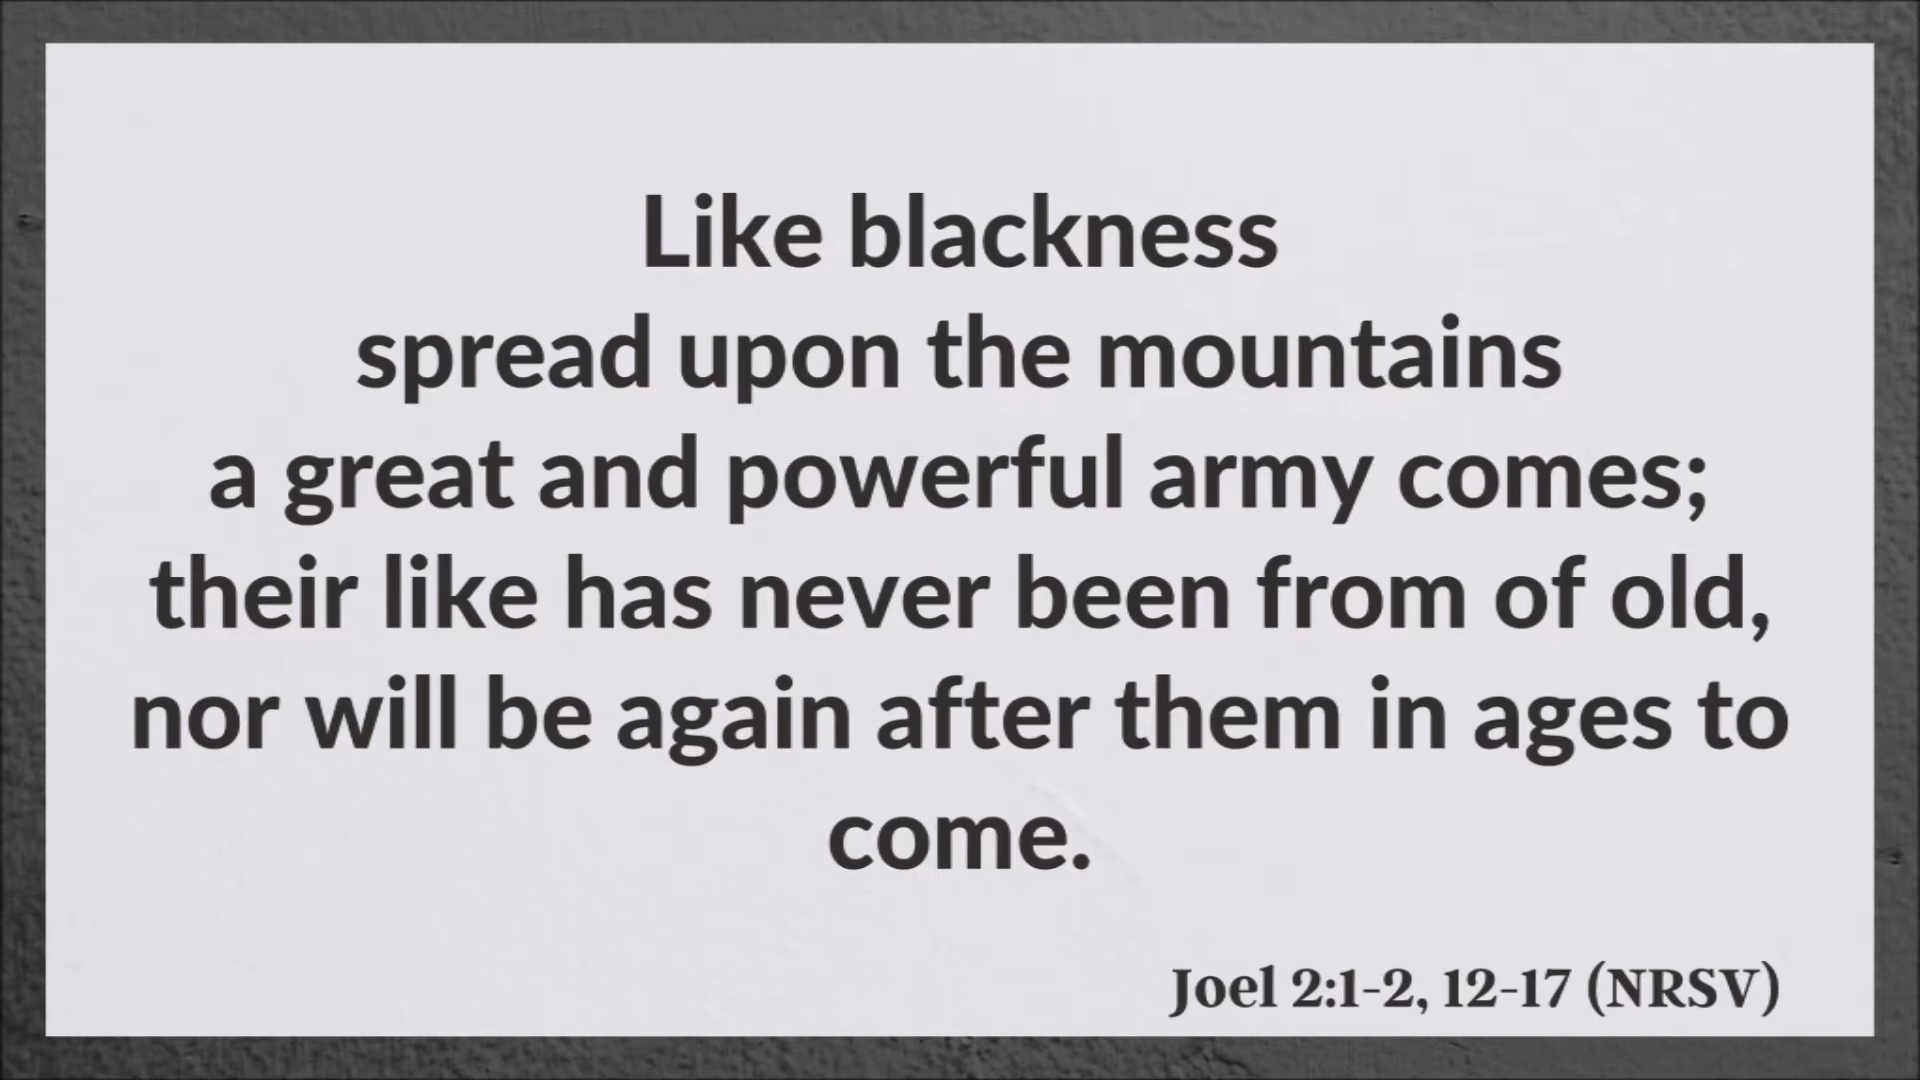 Like blackness
spread upon the mountains
a great and powerful army comes;
their like has never been from of old,
nor will be again after them in ages to
come.
Joel 2:1-2, 12-17 (NRSV)